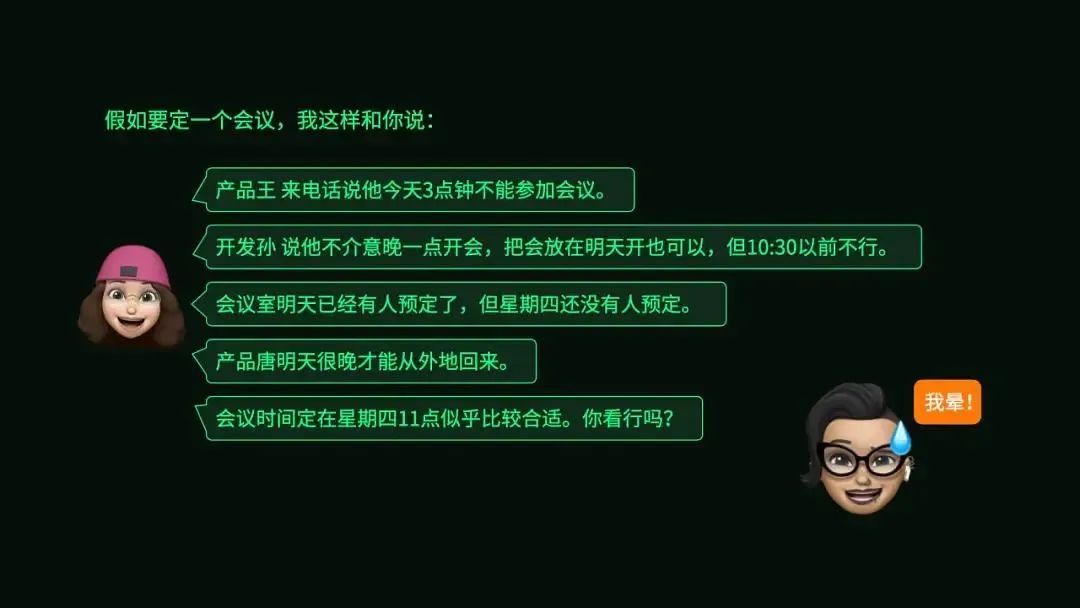 假如要定一个会议，我这样和你说：
产品王 来电话说他今天3点钟不能参加会议。
开发孙 说他不介意晚一点开会，把会放在明天开也可以，但10:30以前不行。
会议室明天已经有人预定了，但星期四还没有人预定。
产品唐明天很晚才能从外地回来。
会议时间定在星期四11点似乎比较合适。你看行吗？
我晕！